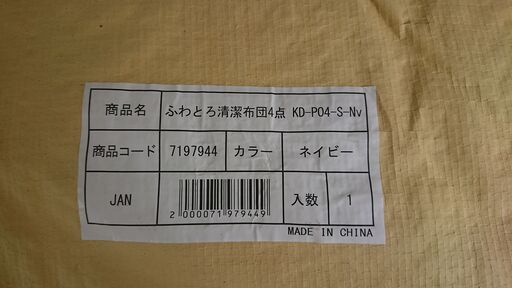 商品名 ふわとろ清潔布団4点 KD-P04-S-Nv
商品コード 7197944 カラー ネイビー
JAN 2 000071 979449 入数 1
MADE IN CHINA